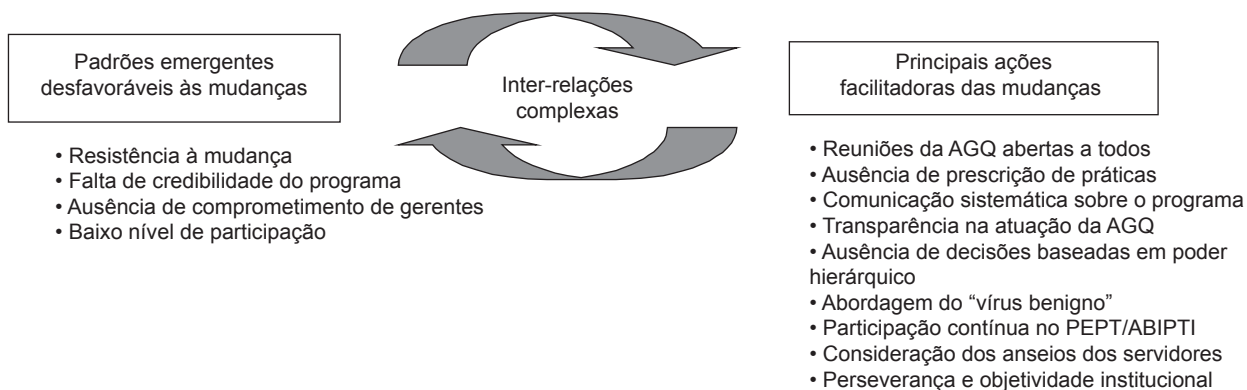 Padrões emergentes
desfavoráveis às mudanças
• Resistência à mudança
• Falta de credibilidade do programa
• Ausência de comprometimento de gerentes
• Baixo nível de participação
Inter-relações
complexas
Principais ações
facilitadoras das mudanças
• Reuniões da AGQ abertas a todos
• Ausência de prescrição de práticas
• Comunicação sistemática sobre o programa
• Transparência na atuação da AGQ
• Ausência de decisões baseadas em poder
hierárquico
• Abordagem do “vírus benigno”
• Participação contínua no PEPT/ABIPTI
• Consideração dos anseios dos servidores
• Perseverança e objetividade institucional